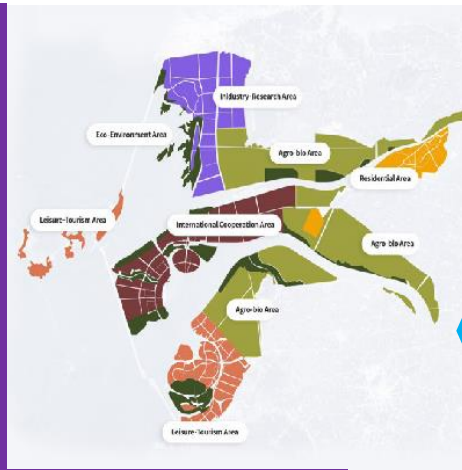 Inidustry-Research Area
Eco-Environment Area
Agro-bio Area
Residential Area
Leisure-Tourism Area
International Cooperation Area
Agro-bio Area
Agro-bio Area
Leisure-Tourism Area